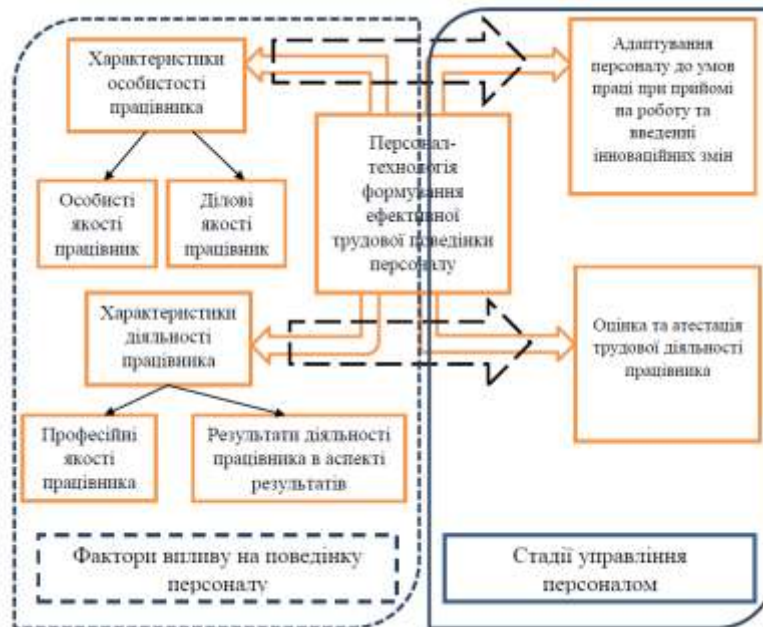 Характеристики
особистості
працівника
Особисті
якості
працівник
Ділові
якості
працівник
Характеристики
діяльності
працівника
Професійні
якості
працівника
Результати діяльності
працівника в аспекті
результатів
Фактори впливу на поведінку
персоналу
Персонал-
технологія
формування
ефективної
трудової поведінки
персоналу
Адаптування
персоналу до умов
праці при прийомі
на роботу та
введенні
інноваційних змін
Оцінка та атестація
трудової діяльності
працівника
Стадії управління
персоналом